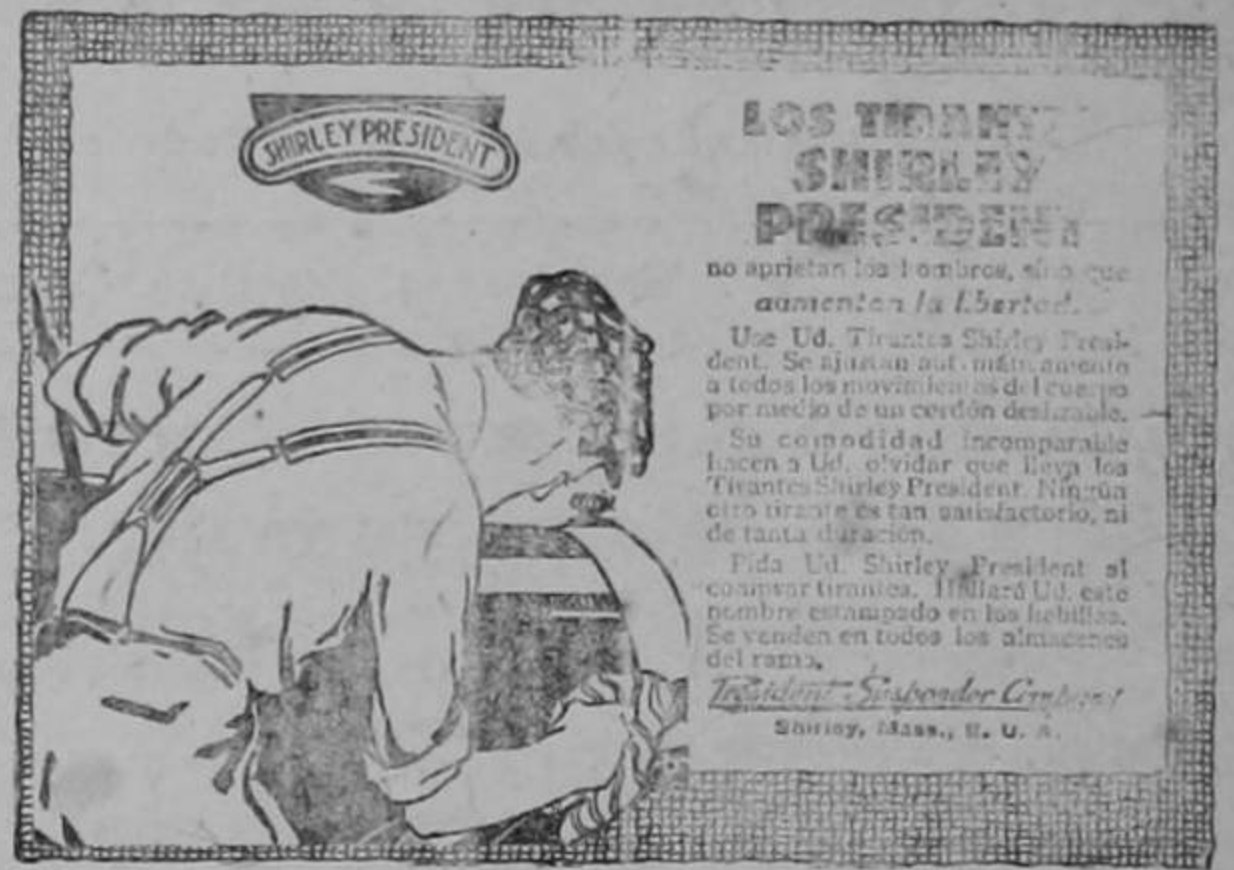 SHIRLEY PRESIDENT
LOS TIRANTES
SHIRLEY
PRESIDENT
no aprietan los hombros, sino que
aumentan la libertad.
Use Ud. Tirantes Shirley Presi-
dent. Se ajustan automáticamente
a todos los movimientos del cuerpo
por medio de un cordón deslizable.
Su comodidad incomparable
hacen a Ud. olvidar que lleva los
Tirantes Shirley President. Ningún
otro tirante es tan satisfactorio, ni
de tanta duración.
Pida Ud. Shirley President al
comprar tirantes. Hallará Ud. este
nombre estampado en las hebillas.
Se venden en todos los almacenes
del ramo.
President Suspender Company
Shirley, Mass., E. U. A.